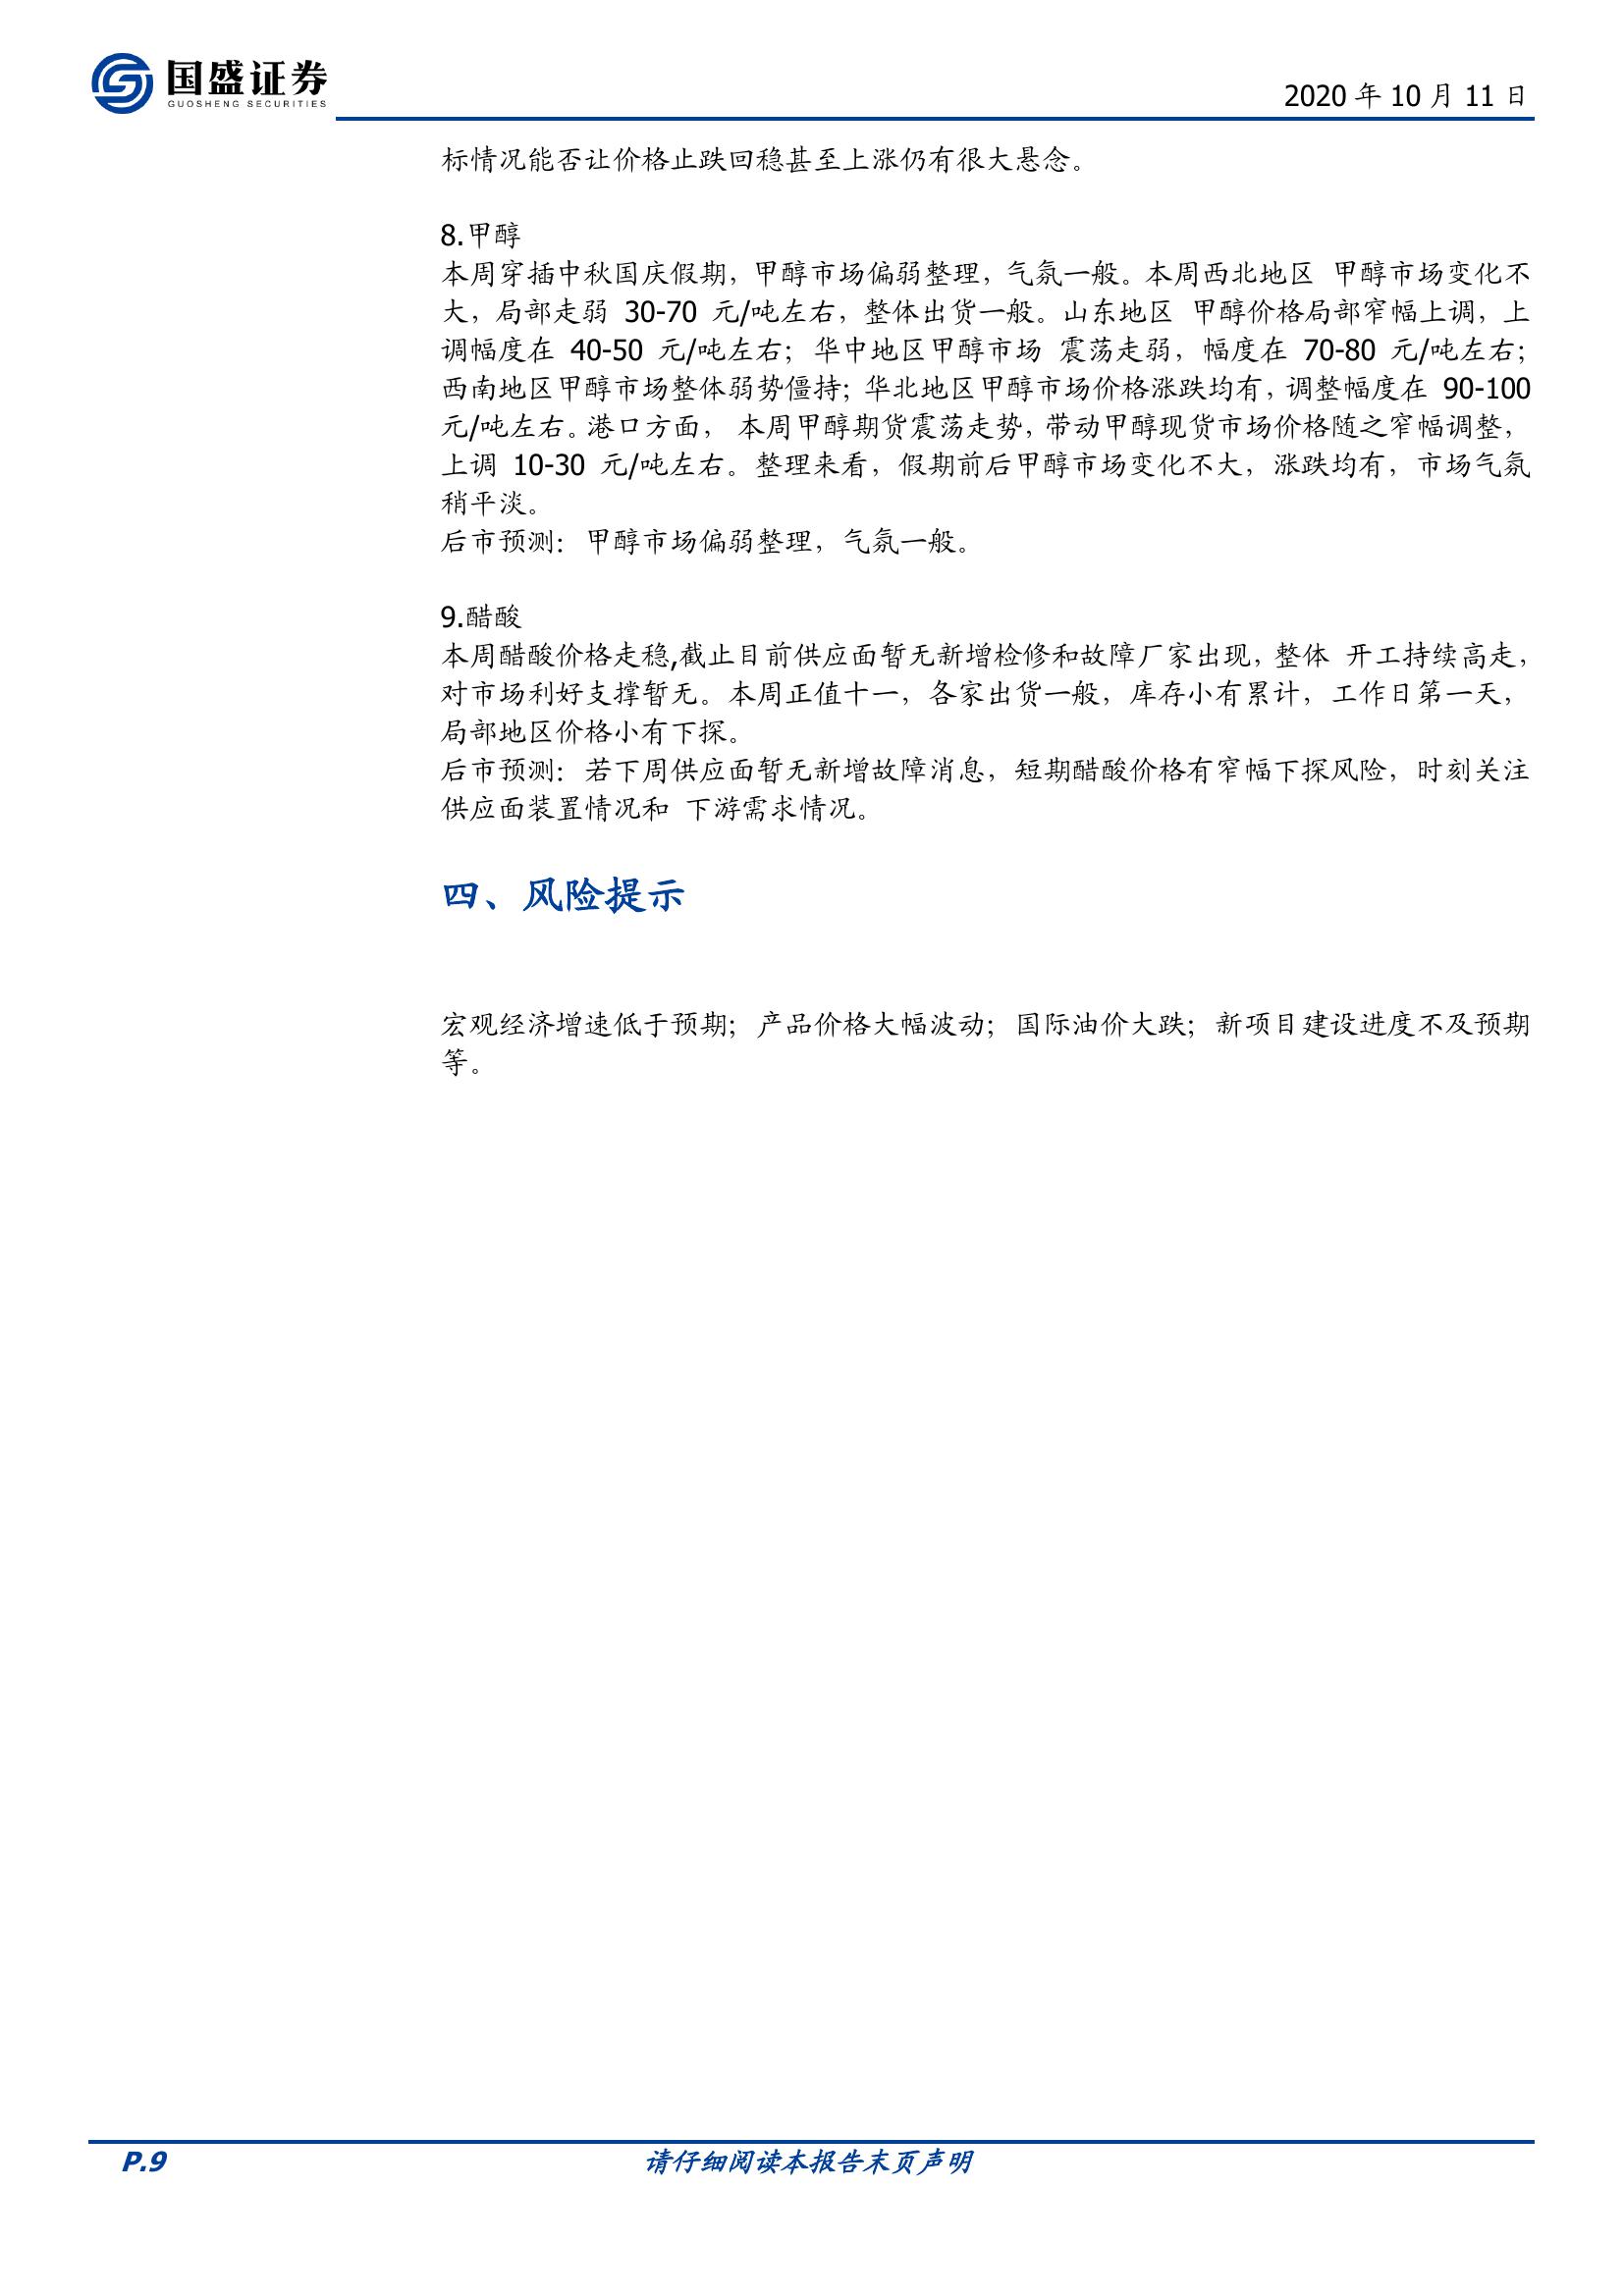 国盛证券
GUOSHENG SECURITIES
2020 年 10 月 11 日
标情况能否让价格止跌回稳甚至上涨仍有很大悬念。
8.甲醇
本周穿插中秋国庆假期，甲醇市场偏弱整理，气氛一般。本周西北地区 甲醇市场变化不
大，局部走弱 30-70 元/吨左右，整体出货一般。山东地区 甲醇价格局部窄幅上调，上
调幅度在 40-50 元/吨左右；华中地区甲醇市场 震荡走弱，幅度在 70-80 元/吨左右；
西南地区甲醇市场整体弱势僵持；华北地区甲醇市场价格涨跌均有，调整幅度在 90-100
元/吨左右。港口方面， 本周甲醇期货震荡走势，带动甲醇现货市场价格随之窄幅调整，
上调 10-30 元/吨左右。整理来看，假期前后甲醇市场变化不大，涨跌均有，市场气氛
稍平淡。
后市预测：甲醇市场偏弱整理，气氛一般。
9.醋酸
本周醋酸价格走稳,截止目前供应面暂无新增检修和故障厂家出现，整体 开工持续高走，
对市场利好支撑暂无。本周正值十一，各家出货一般，库存小有累计，工作日第一天，
局部地区价格小有下探。
后市预测：若下周供应面暂无新增故障消息，短期醋酸价格有窄幅下探风险，时刻关注
供应面装置情况和 下游需求情况。
四、风险提示
宏观经济增速低于预期；产品价格大幅波动；国际油价大跌；新项目建设进度不及预期
等。
P.9
请仔细阅读本报告末页声明